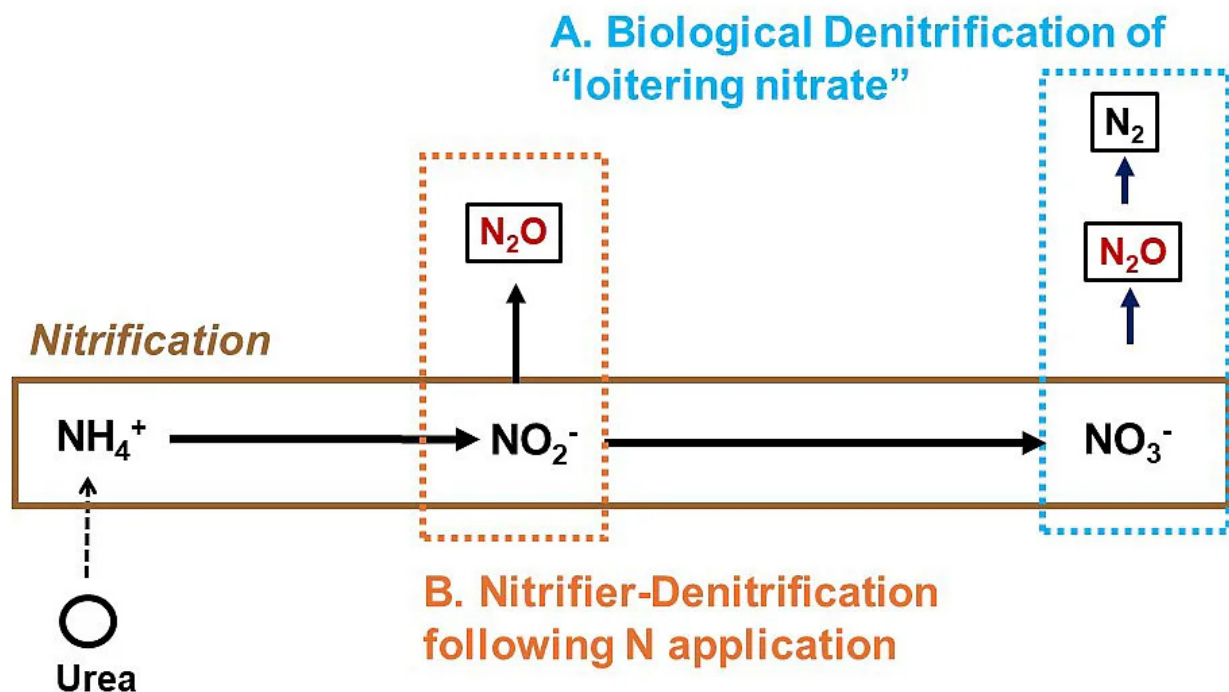 A. Biological Denitrification of
“loitering nitrate”
N₂
N₂O
N₂O
Nitrification
NH₄⁺
NO₂⁻
NO₃⁻
B. Nitrifier-Denitrification
following N application
Urea